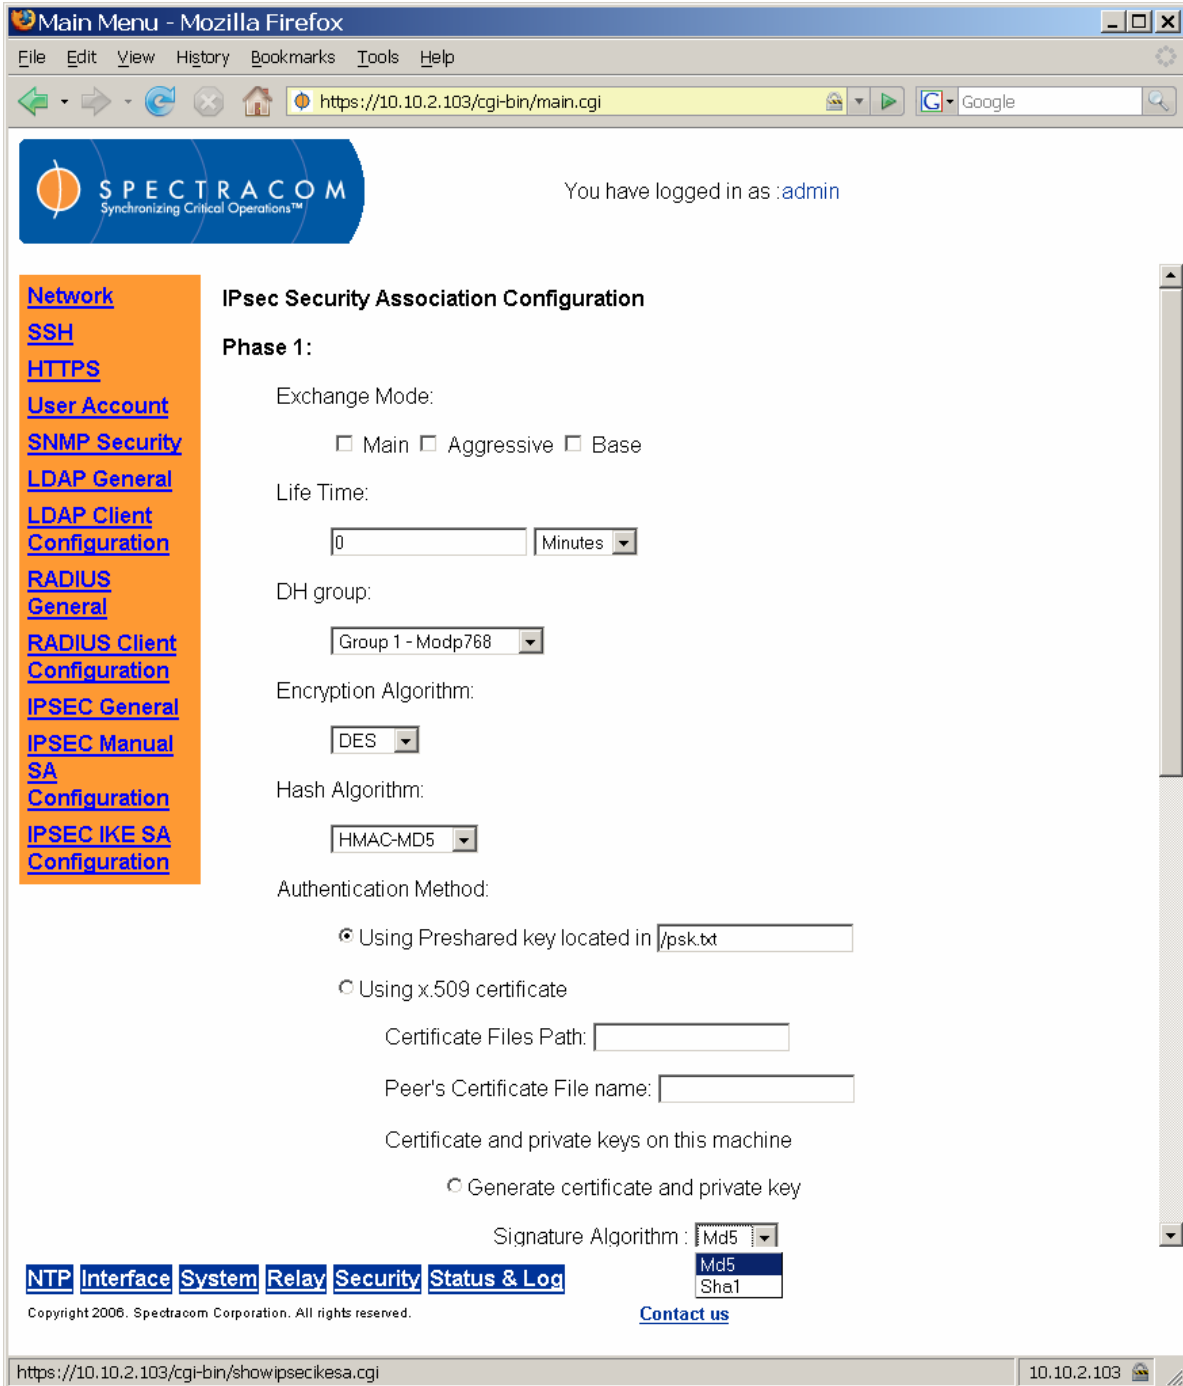 Main Menu - Mozilla Firefox
File Edit View History Bookmarks Tools Help
https://10.10.2.103/cgi-bin/main.cgi
G Google
SPECTRACOM
Synchronizing Critical Operations™
You have logged in as :admin
Network
SSH
HTTPS
User Account
SNMP Security
LDAP General
LDAP Client
Configuration
RADIUS
General
RADIUS Client
Configuration
IPSEC General
IPSEC Manual
SA
Configuration
IPSEC IKE SA
Configuration
IPsec Security Association Configuration
Phase 1:
Exchange Mode:
Main Aggressive Base
Life Time:
0 Minutes
DH group:
Group 1 - Modp768
Encryption Algorithm:
DES
Hash Algorithm:
HMAC-MD5
Authentication Method:
Using Preshared key located in /psk.txt
Using x.509 certificate
Certificate Files Path:
Peer's Certificate File name:
Certificate and private keys on this machine
Generate certificate and private key
Signature Algorithm : Md5
Md5
Sha1
NTP Interface System Relay Security Status & Log
Copyright 2006. Spectracom Corporation. All rights reserved.
Contact us
https://10.10.2.103/cgi-bin/showipsecikesa.cgi
10.10.2.103